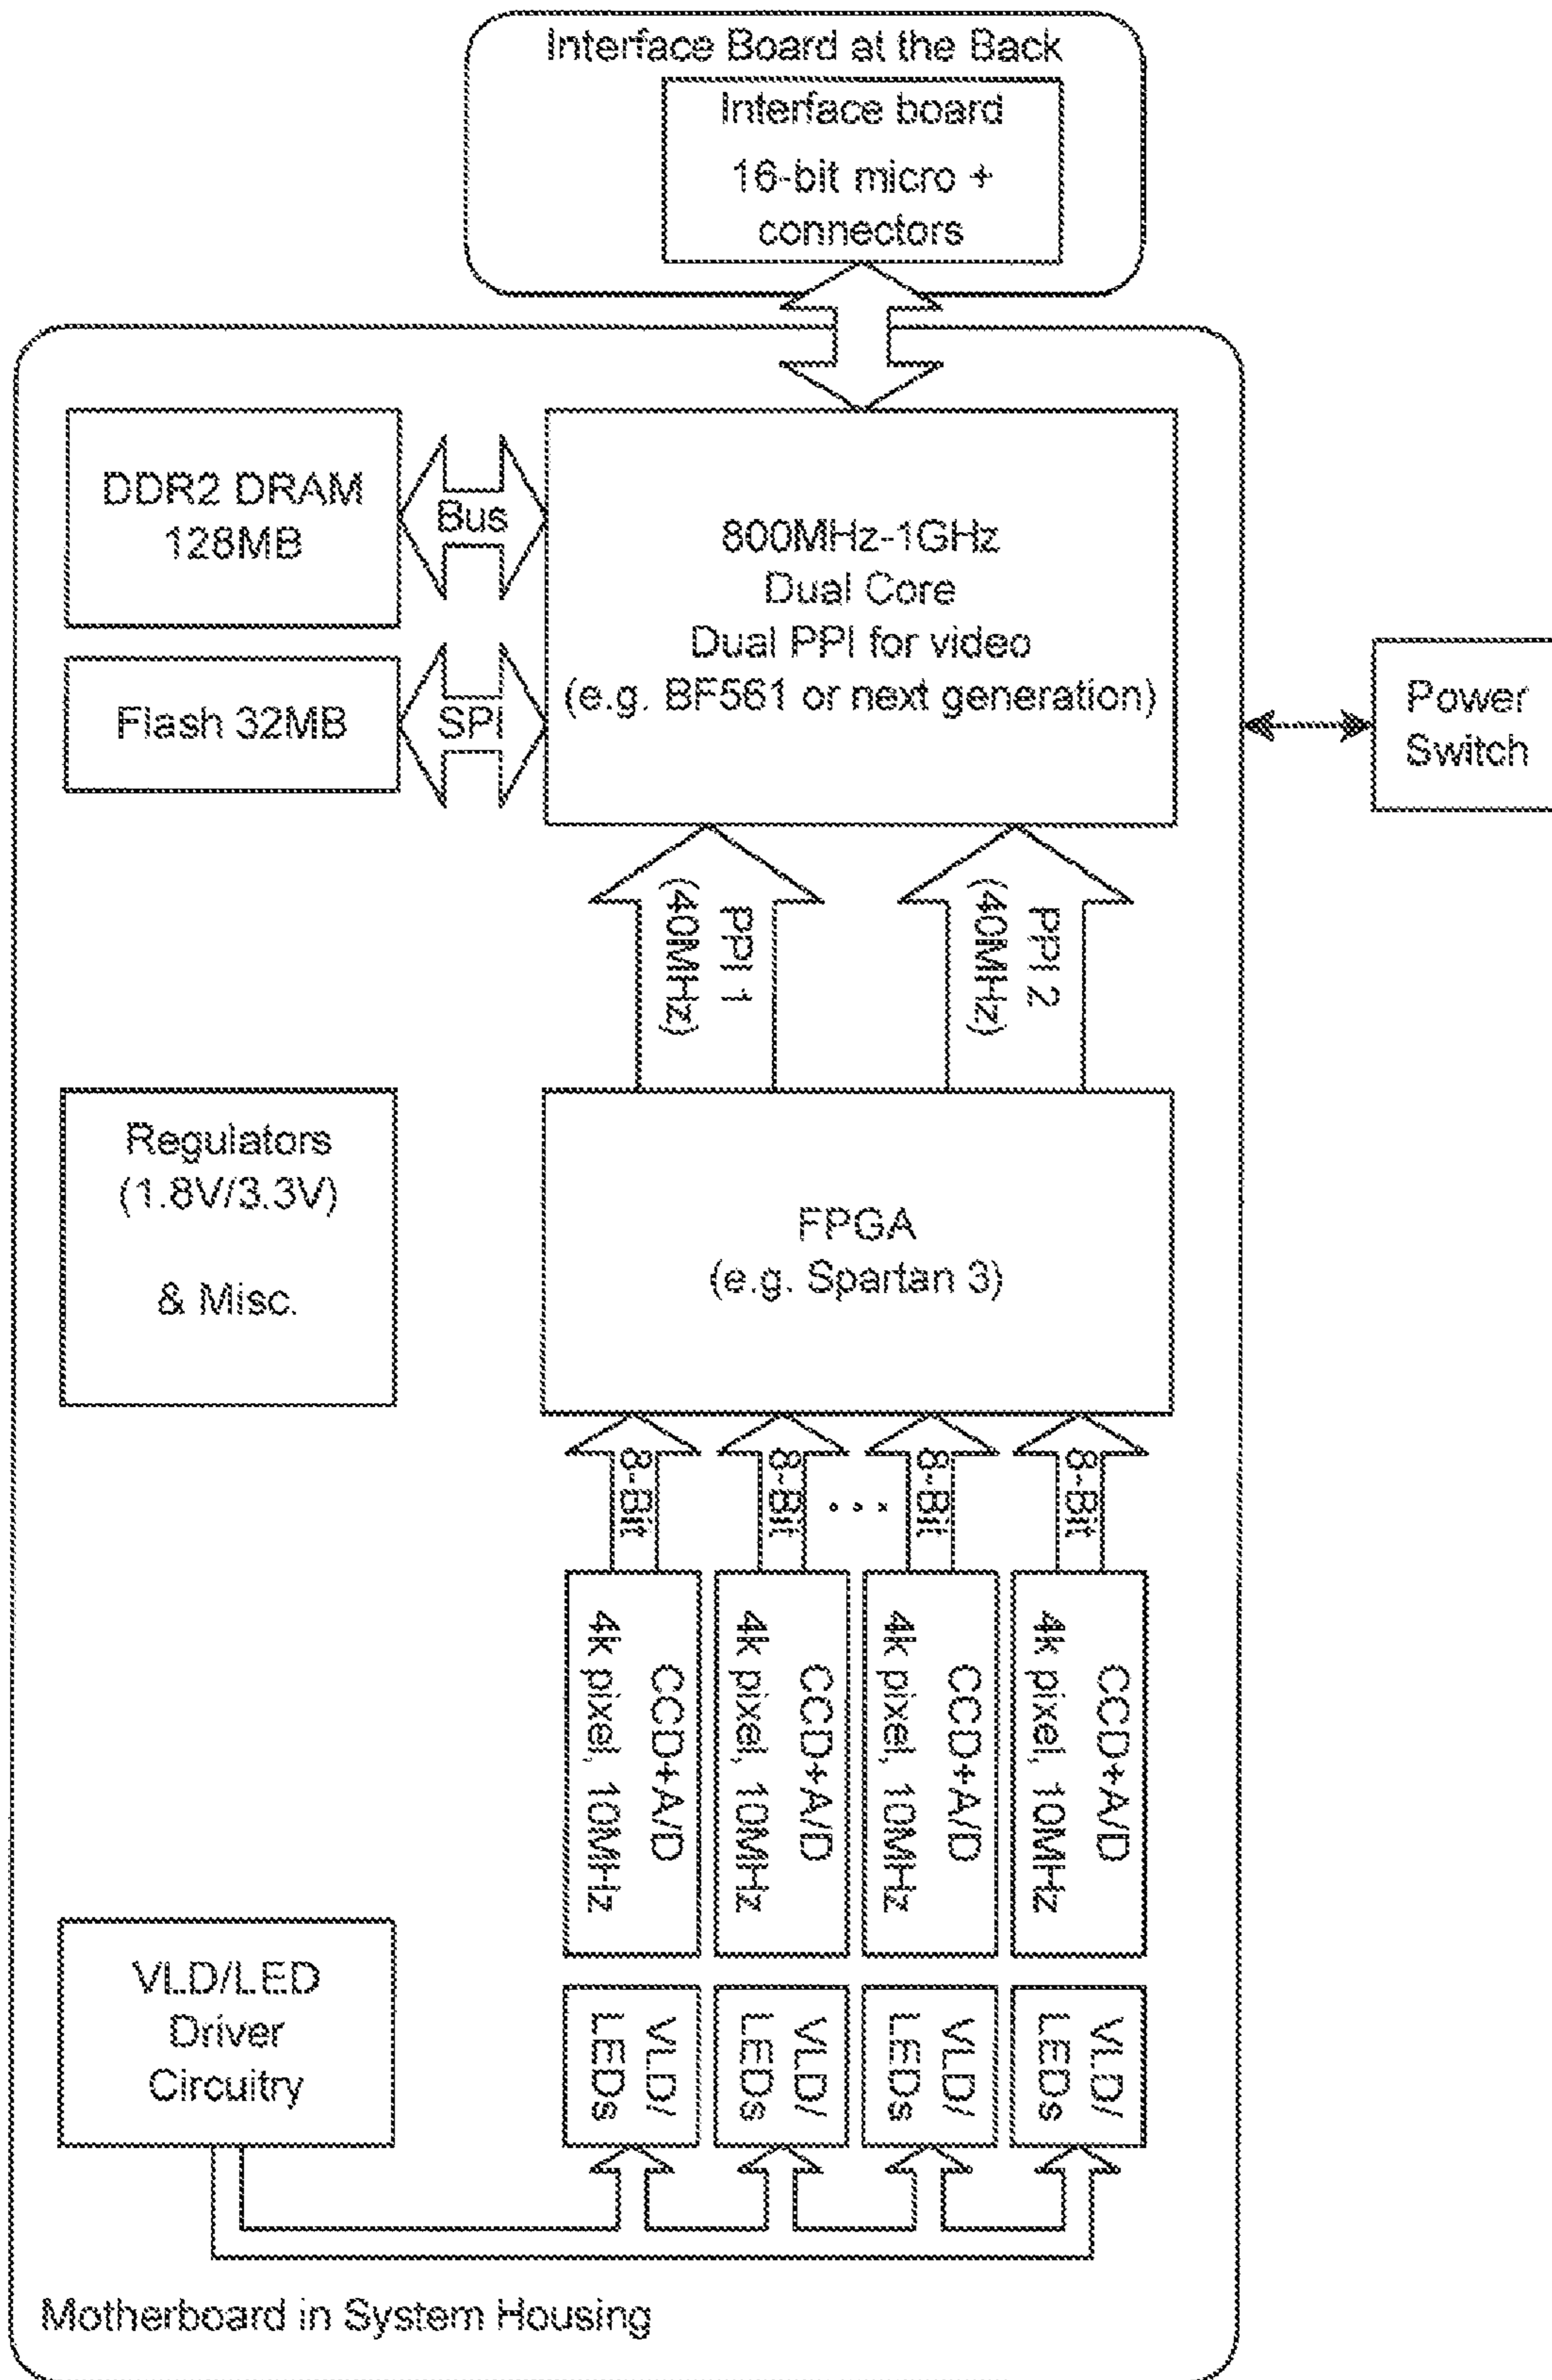 Interface Board at the Back
Interface board
16-bit micro +
connectors
DDR2 DRAM
128MB
Bus
800MHz-1GHz
Dual Core
Dual PPI for video
(e.g. BF561 or next generation)
Flash 32MB
SPI
Power
Switch
PPI 1
(40MHz)
PPI 2
(40MHz)
Regulators
(1.8V/3.3V)
& Misc.
FPGA
(e.g. Spartan 3)
8-Bit
8-Bit
...
8-Bit
8-Bit
CCD+A/D
4k pixel, 10MHz
CCD+A/D
4k pixel, 10MHz
CCD+A/D
4k pixel, 10MHz
CCD+A/D
4k pixel, 10MHz
VLD/LED
Driver
Circuitry
VLD/
LEDs
VLD/
LEDs
VLD/
LEDs
VLD/
LEDs
Motherboard in System Housing